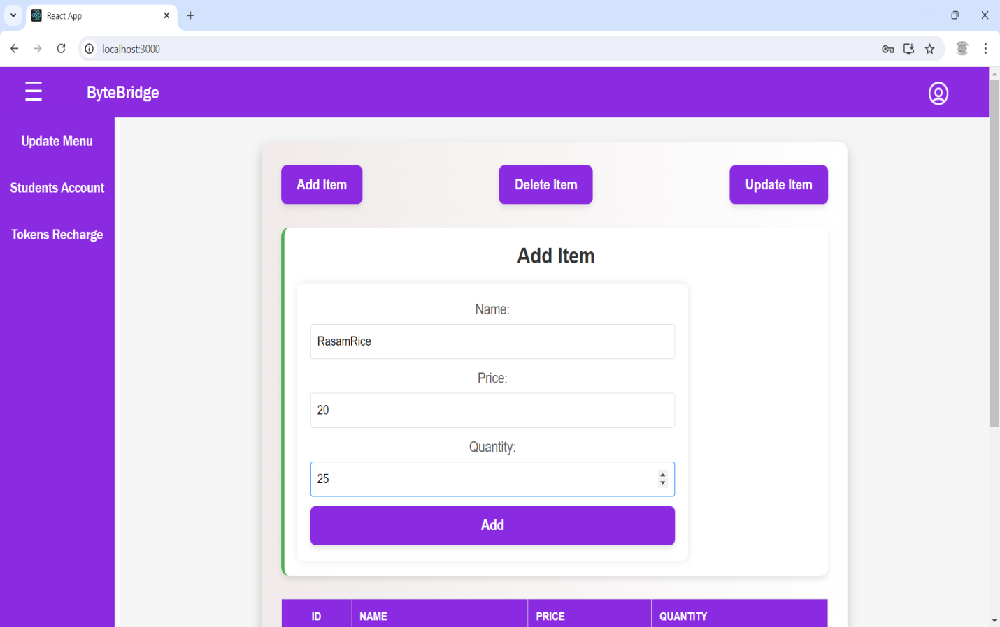 React App
localhost:3000
ByteBridge
Update Menu
Students Account
Tokens Recharge
Add Item
Delete Item
Update Item
Add Item
Name:
RasamRice
Price:
20
Quantity:
25
Add
ID NAME PRICE QUANTITY